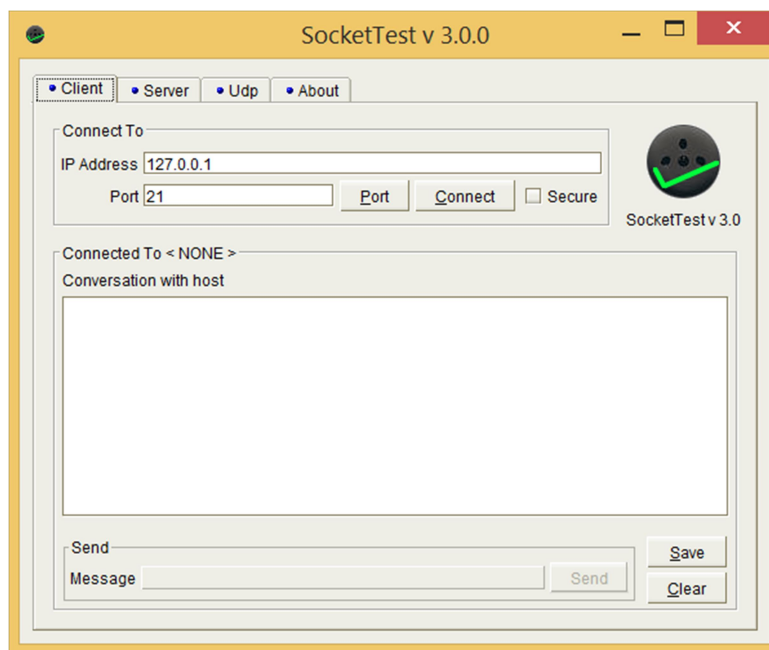 SocketTest v 3.0.0
Client Server Udp About
Connect To
IP Address 127.0.0.1
Port 21 Port Connect Secure
SocketTest v 3.0
Connected To < NONE >
Conversation with host
Send
Message Send
Save
Clear